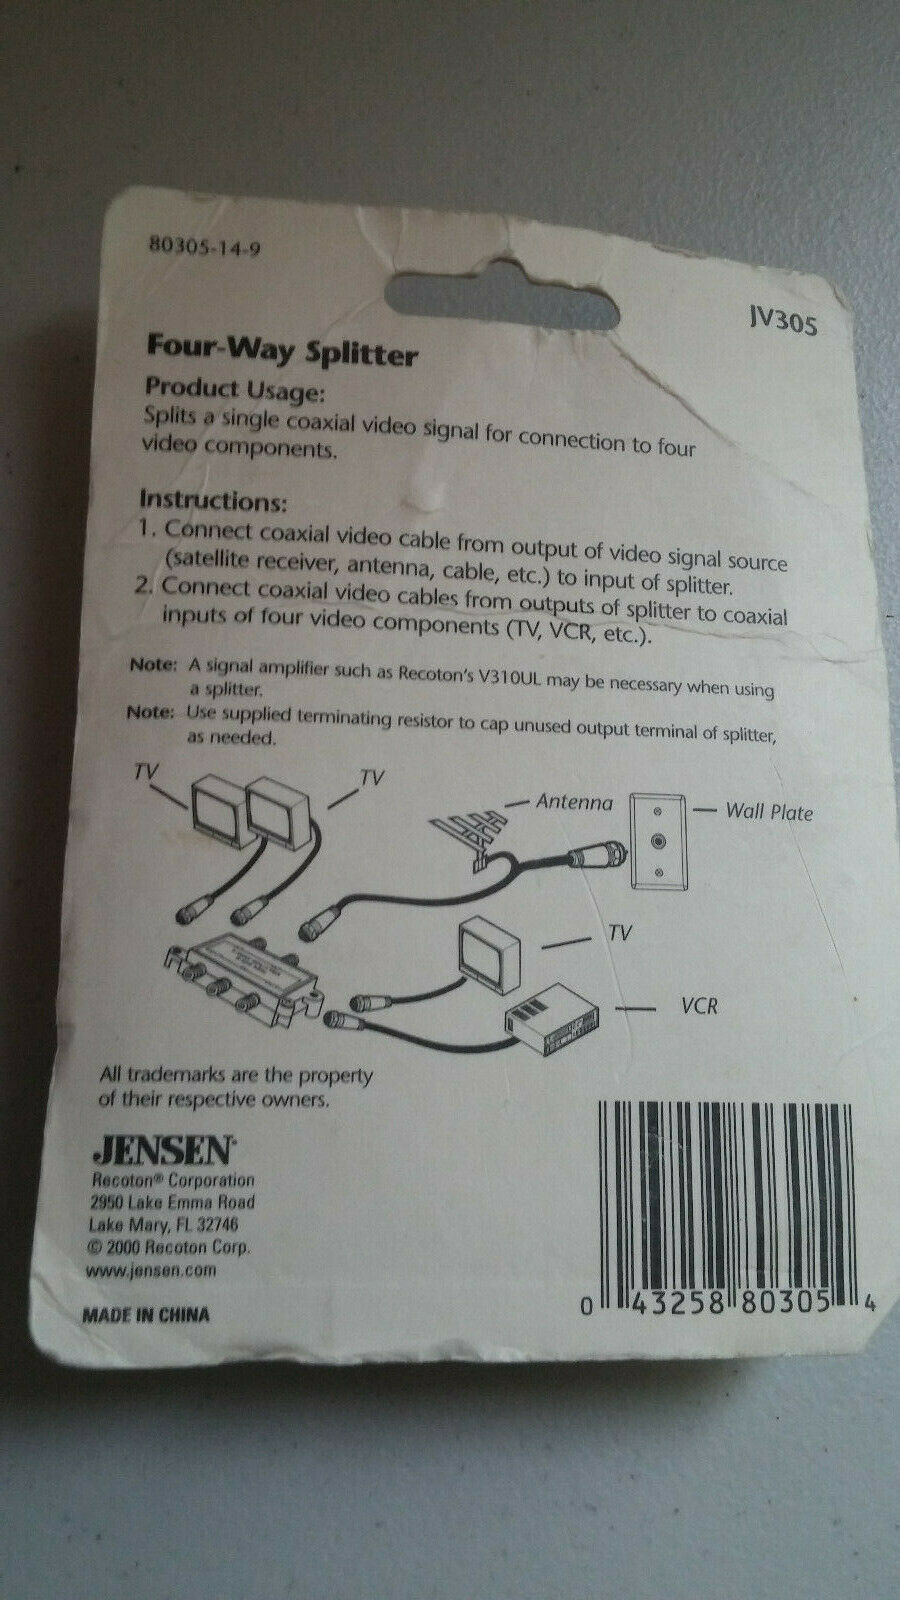 80305-14-9
JV305
Four-Way Splitter
Product Usage:
Splits a single coaxial video signal for connection to four
video components.
Instructions:
1. Connect coaxial video cable from output of video signal source
(satellite receiver, antenna, cable, etc.) to input of splitter.
2. Connect coaxial video cables from outputs of splitter to coaxial
inputs of four video components (TV, VCR, etc.).
Note: A signal amplifier such as Recoton's V310UL may be necessary when using
a splitter.
Note: Use supplied terminating resistor to cap unused output terminal of splitter,
as needed.
TV
TV
Antenna
Wall Plate
TV
VCR
All trademarks are the property
of their respective owners.
JENSEN®
Recoton® Corporation
2950 Lake Emma Road
Lake Mary, FL 32746
© 2000 Recoton Corp.
www.jensen.com
MADE IN CHINA
0 43258 80305 4